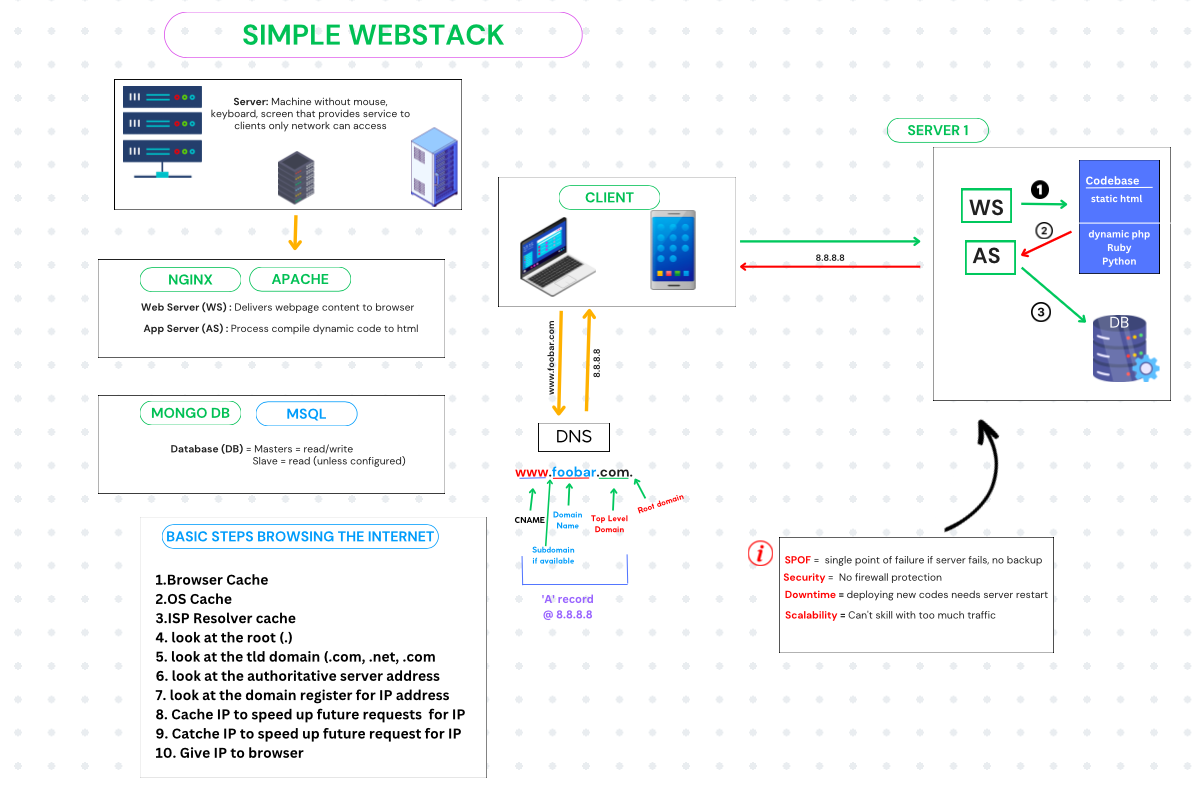 SIMPLE WEBSTACK
Server: Machine without mouse,
keyboard, screen that provides service to
clients only network can access
NGINX
APACHE
Web Server (WS) : Delivers webpage content to browser
App Server (AS) : Process compile dynamic code to html
MONGO DB
MSQL
Database (DB) = Masters = read/write
Slave = read (unless configured)
BASIC STEPS BROWSING THE INTERNET
1.Browser Cache
2.OS Cache
3.ISP Resolver cache
4. look at the root (.)
5. look at the tld domain (.com, .net, .com
6. look at the authoritative server address
7. look at the domain register for IP address
8. Cache IP to speed up future requests for IP
9. Catche IP to speed up future request for IP
10. Give IP to browser
CLIENT
8.8.8.8
www.foobar.com
8.8.8.8
DNS
www.foobar.com.
CNAME
Domain
Name
Top Level
Domain
Root domain
Subdomain
if available
'A' record
@ 8.8.8.8
SERVER 1
WS
1
Codebase
static html
2
dynamic php
Ruby
Python
AS
3
DB
i
SPOF = single point of failure if server fails, no backup
Security = No firewall protection
Downtime = deploying new codes needs server restart
Scalability = Can't skill with too much traffic